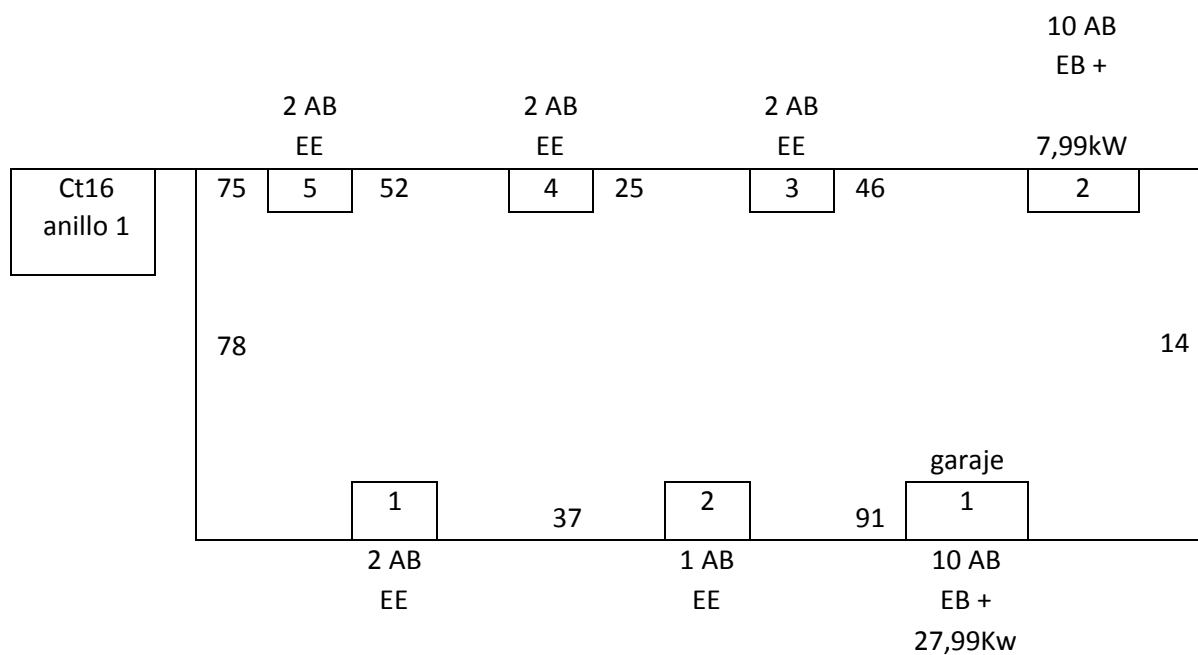 10 AB
EB +
7,99kW
2 AB
EE
2 AB
EE
2 AB
EE
Ct16
anillo 1
75
5
52
4
25
3
46
2
78
14
garaje
1
37
2
91
1
2 AB
EE
1 AB
EE
10 AB
EB +
27,99Kw